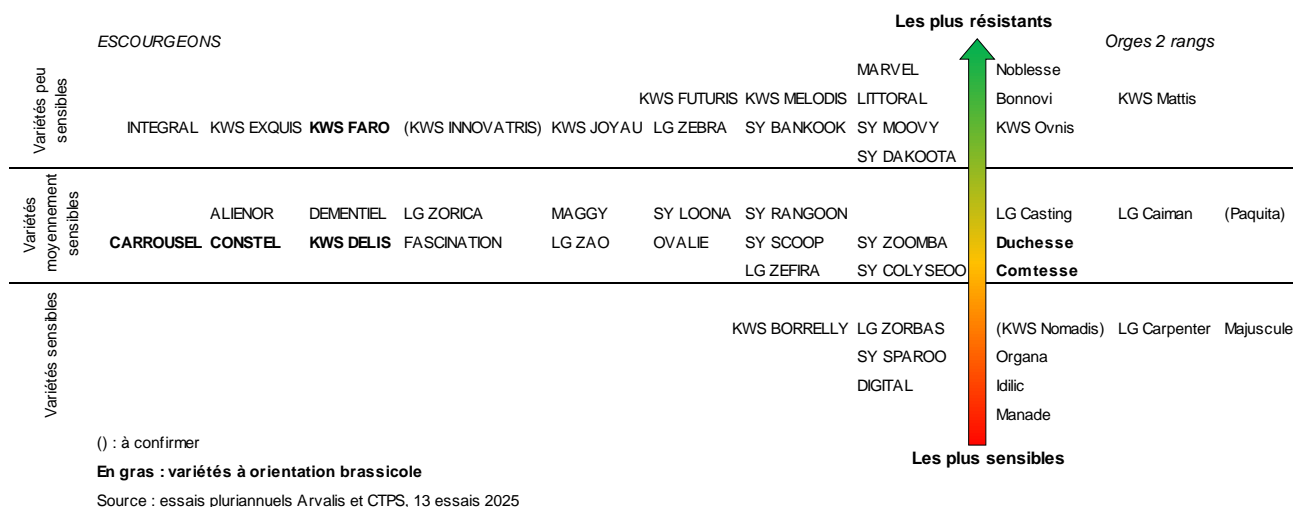 Les plus résistants
ESCOURGEONS Orges 2 rangs
Variétés peu sensibles
MARVEL Noblesse
KWS FUTURIS KWS MELODIS LITTORAL Bonnovi KWS Mattis
INTEGRAL KWS EXQUIS KWS FARO (KWS INNOVATRIS) KWS JOYAU LG ZEBRA SY BANKOOK SY MOOVY KWS Ovnis
SY DAKOOTA
Variétés moyennement sensibles
ALIENOR DEMENTIEL LG ZORICA MAGGY SY LOONA SY RANGOON LG Casting LG Caiman (Paquita)
CARROUSEL CONSTEL KWS DELIS FASCINATION LG ZAO OVALIE SY SCOOP SY ZOOMBA Duchesse
LG ZEFIRA SY COLYSEOO Comtesse
Variétés sensibles
KWS BORRELLY LG ZORBAS (KWS Nomadis) LG Carpenter Majuscule
SY SPAROO Organa
DIGITAL Idilic
Manade
() : à confirmer
Les plus sensibles
En gras : variétés à orientation brassicole
Source : essais pluriannuels Arvalis et CTPS, 13 essais 2025